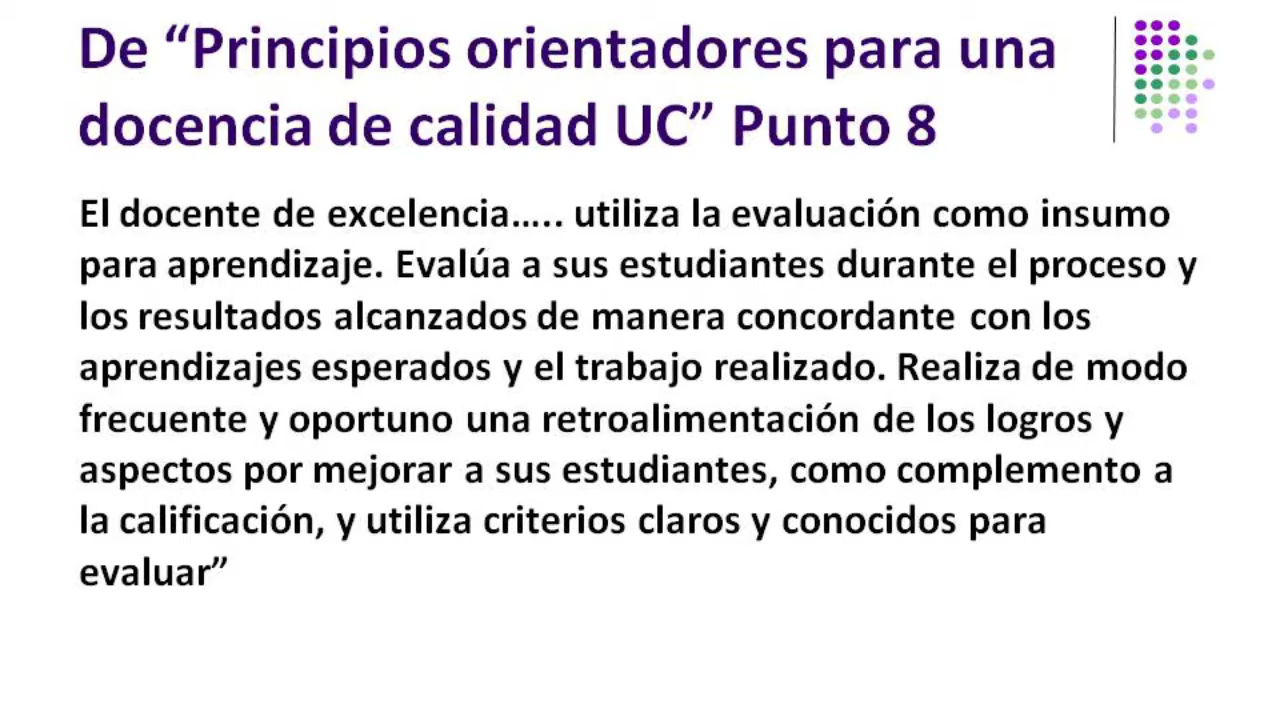 De “Principios orientadores para una
docencia de calidad UC” Punto 8
El docente de excelencia….. utiliza la evaluación como insumo
para aprendizaje. Evalúa a sus estudiantes durante el proceso y
los resultados alcanzados de manera concordante con los
aprendizajes esperados y el trabajo realizado. Realiza de modo
frecuente y oportuno una retroalimentación de los logros y
aspectos por mejorar a sus estudiantes, como complemento a
la calificación, y utiliza criterios claros y conocidos para
evaluar”